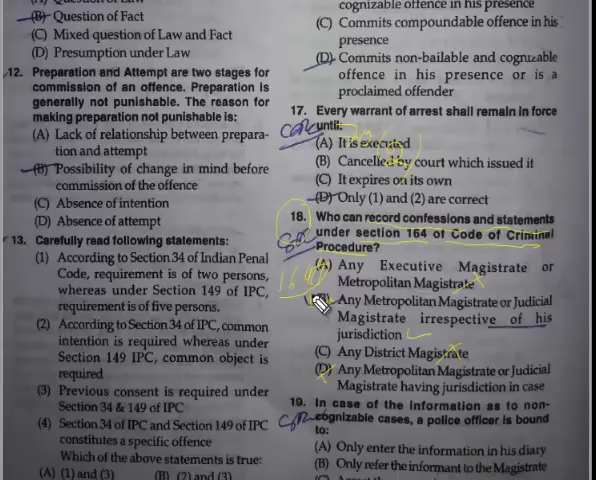 (B) Question of Fact
(C) Mixed question of Law and Fact
(D) Presumption under Law
12. Preparation and Attempt are two stages for
commission of an offence. Preparation is
generally not punishable. The reason for
making preparation not punishable is:
(A) Lack of relationship between prepara-
tion and attempt
(B) Possibility of change in mind before
commission of the offence
(C) Absence of intention
(D) Absence of attempt
13. Carefully read following statements:
(1) According to Section 34 of Indian Penal
Code, requirement is of two persons,
whereas under Section 149 of IPC,
requirement is of five persons.
(2) According to Section 34 of IPC, common
intention is required whereas under
Section 149 IPC, common object is
required
(3) Previous consent is required under
Section 34 & 149 of IPC
(4) Section 34 of IPC and Section 149 of IPC
constitutes a specific offence
Which of the above statements is true:
(A) (1) and (3) (B) (2) and (3)
cognizable offence in his presence
(C) Commits compoundable offence in his
presence
(D) Commits non-bailable and cognizable
offence in his presence or is a
proclaimed offender
17. Every warrant of arrest shall remain in force
until:
(A) It is executed
(B) Cancelled by court which issued it
(C) It expires on its own
(D) Only (1) and (2) are correct
18. Who can record confessions and statements
under section 164 of Code of Criminal
Procedure?
(A) Any Executive Magistrate or
Metropolitan Magistrate
(B) Any Metropolitan Magistrate or Judicial
Magistrate irrespective of his
jurisdiction
(C) Any District Magistrate
(D) Any Metropolitan Magistrate or Judicial
Magistrate having jurisdiction in case
19. In case of the information as to non-
cognizable cases, a police officer is bound
to:
(A) Only enter the information in his diary
(B) Only refer the informant to the Magistrate